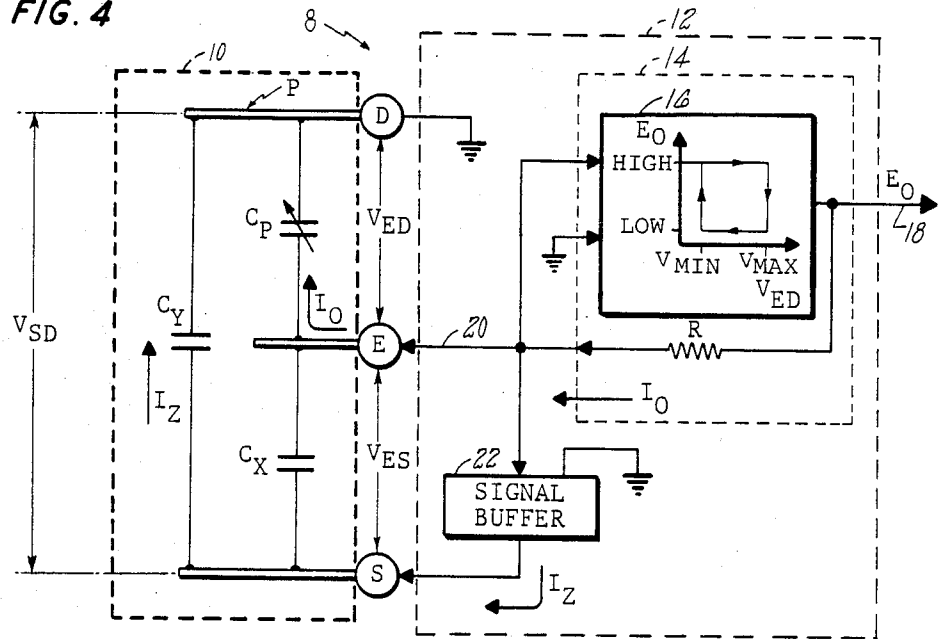 FIG. 4
8
12
10
14
P
16
D
E_O
HIGH
LOW
V_MIN
V_MAX
V_ED
E_O
18
C_P
V_ED
I_O
C_Y
V_SD
I_Z
E
20
R
I_O
C_X
V_ES
22
SIGNAL
BUFFER
S
I_Z